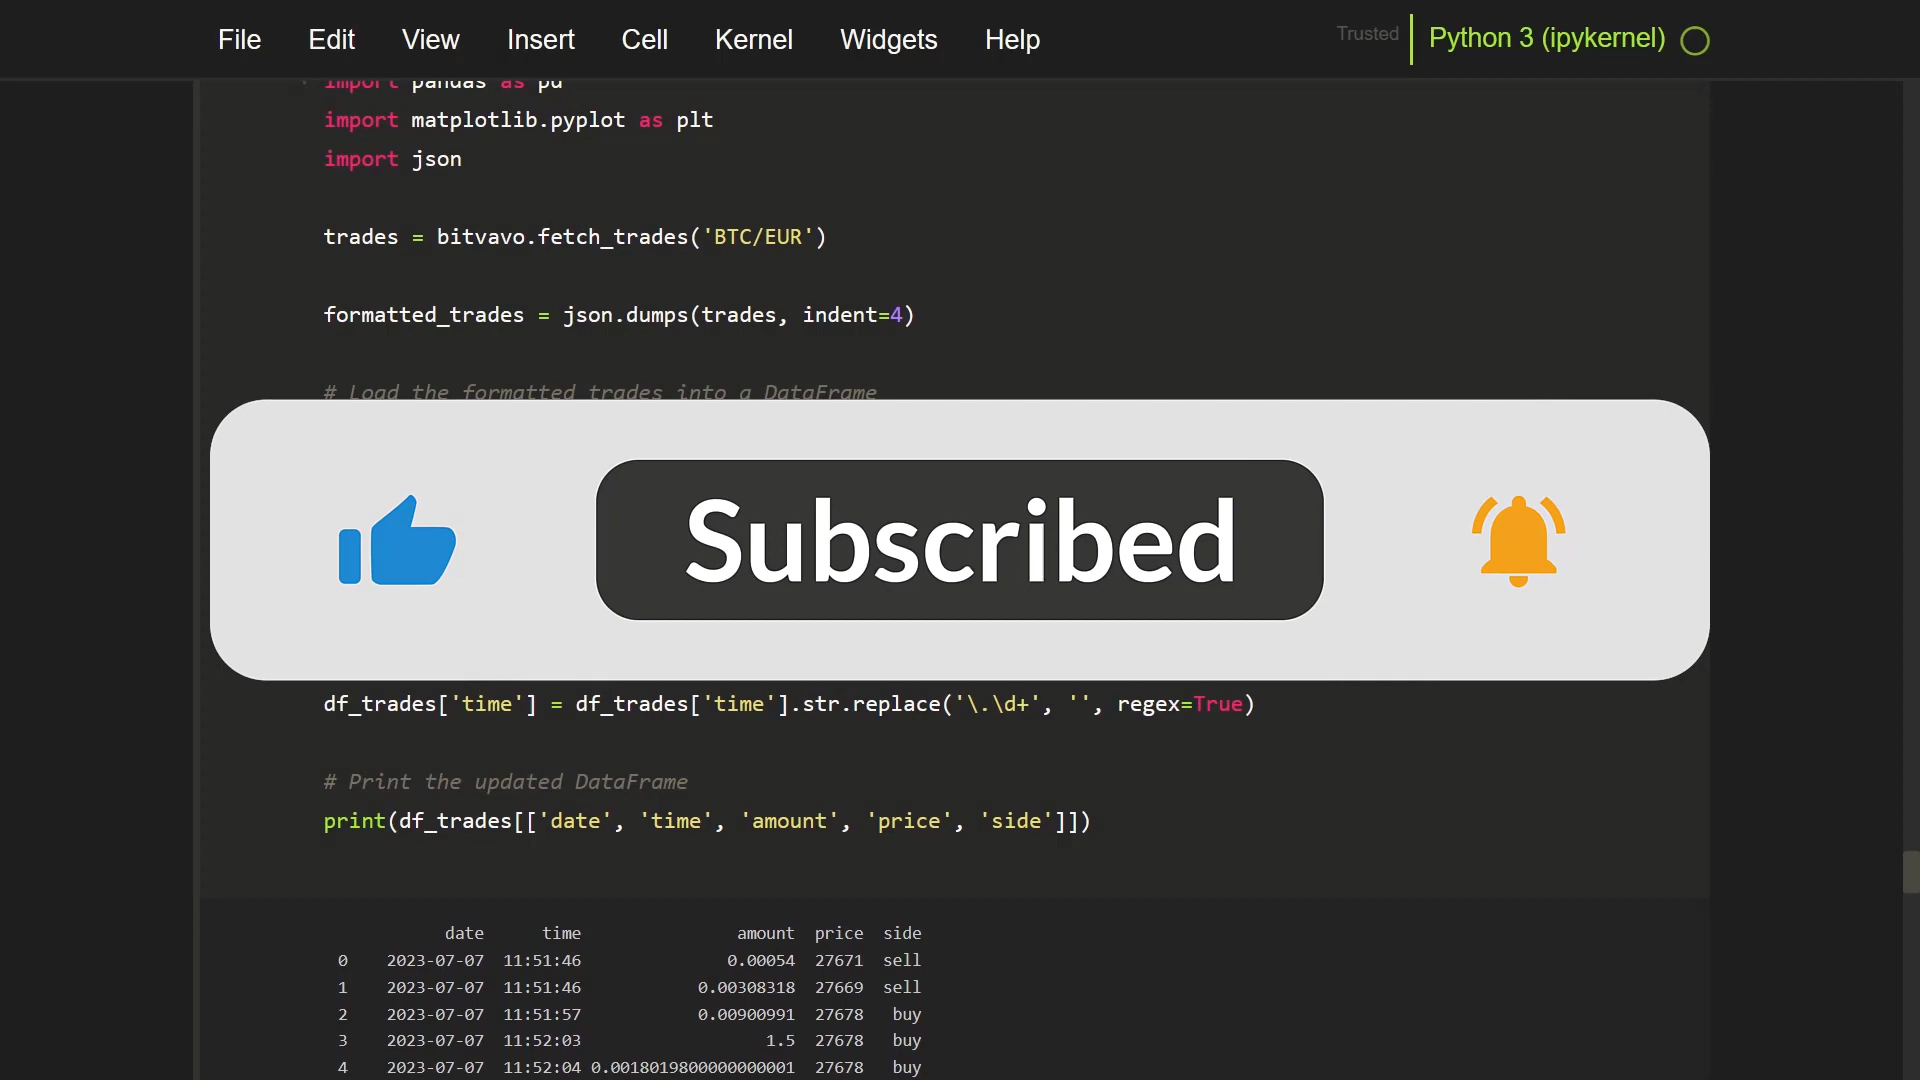 File Edit View Insert Cell Kernel Widgets Help Trusted Python 3 (ipykernel)
import pandas as pd
import matplotlib.pyplot as plt
import json
trades = bitvavo.fetch_trades('BTC/EUR')
formatted_trades = json.dumps(trades, indent=4)
# Load the formatted trades into a DataFrame
Subscribed
df_trades['time'] = df_trades['time'].str.replace('\.\d+', '', regex=True)
# Print the updated DataFrame
print(df_trades[['date', 'time', 'amount', 'price', 'side']])
date time amount price side
0 2023-07-07 11:51:46 0.00054 27671 sell
1 2023-07-07 11:51:46 0.00308318 27669 sell
2 2023-07-07 11:51:57 0.00900991 27678 buy
3 2023-07-07 11:52:03 1.5 27678 buy
4 2023-07-07 11:52:04 0.0018019800000000001 27678 buy